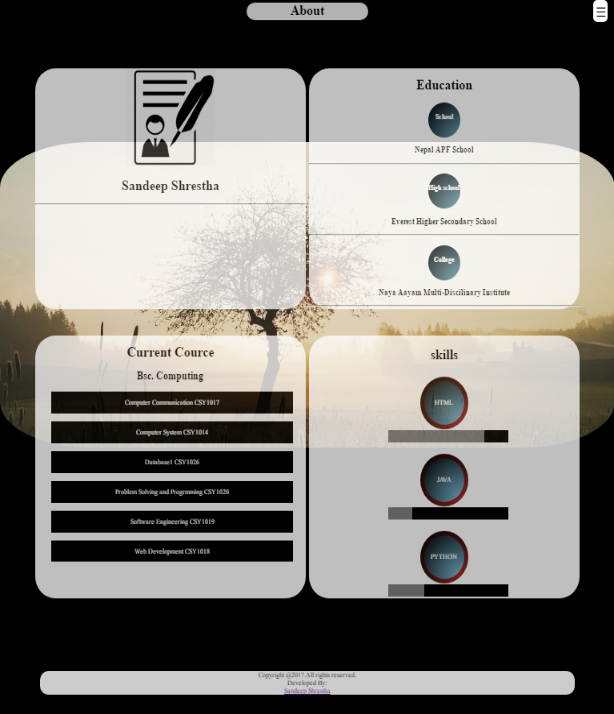 About
☰
Sandeep Shrestha
Education
School
Nepal APF School
High school
Everest Higher Secondary School
College
Naya Aayam Multi-Discilinary Institute
Current Cource
Bsc. Computing
Computer Communication CSY1017
Computer System CSY1014
Database1 CSY1026
Problem Solving and Progrmming CSY1020
Software Engineering CSY1019
Web Development CSY1018
skills
HTML
JAVA
PYTHON
Copyright @2017.All rights reserved.
Developed By:
Sandeep Shrestha